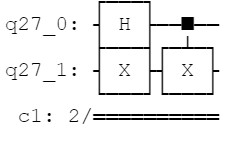 q27_0: H ■
q27_1: X X
c1: 2/